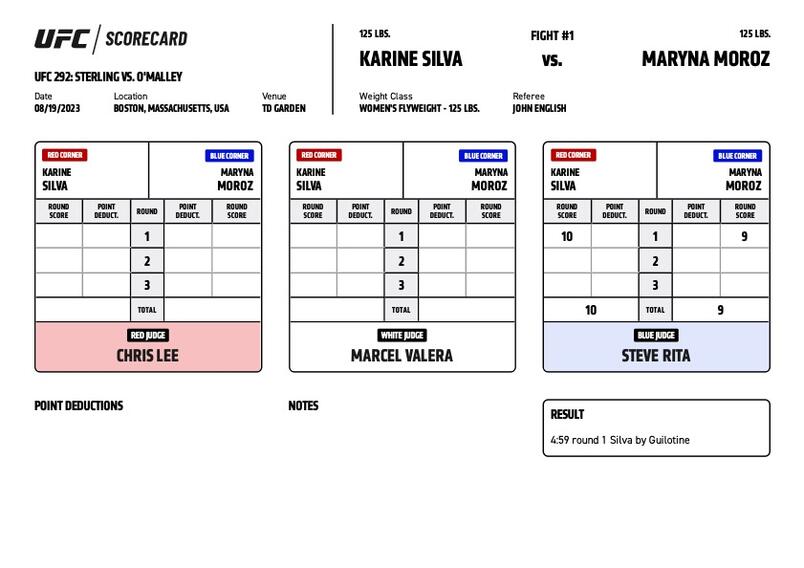 UFC SCORECARD
UFC 292: STERLING VS. O'MALLEY
Date
08/19/2023
Location
BOSTON, MASSACHUSETTS, USA
Venue
TD GARDEN
125 LBS.
KARINE SILVA
FIGHT #1
vs.
125 LBS.
MARYNA MOROZ
Weight Class
WOMEN'S FLYWEIGHT - 125 LBS.
Referee
JOHN ENGLISH
RED CORNER
KARINE
SILVA
BLUE CORNER
MARYNA
MOROZ
ROUND SCORE POINT DEDUCT. ROUND POINT DEDUCT. ROUND SCORE
1
2
3
TOTAL
RED JUDGE
CHRIS LEE
RED CORNER
KARINE
SILVA
BLUE CORNER
MARYNA
MOROZ
ROUND SCORE POINT DEDUCT. ROUND POINT DEDUCT. ROUND SCORE
1
2
3
TOTAL
WHITE JUDGE
MARCEL VALERA
RED CORNER
KARINE
SILVA
BLUE CORNER
MARYNA
MOROZ
ROUND SCORE POINT DEDUCT. ROUND POINT DEDUCT. ROUND SCORE
10 1 9
2
3
10 TOTAL 9
BLUE JUDGE
STEVE RITA
POINT DEDUCTIONS
NOTES
RESULT
4:59 round 1 Silva by Guilotine